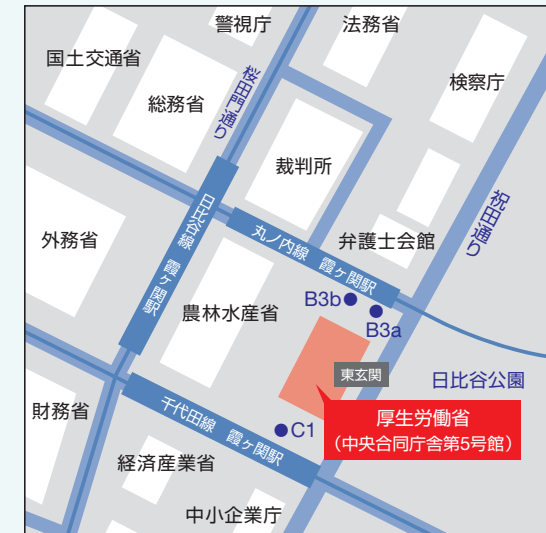 警視庁
法務省
国土交通省
検察庁
総務省
桜田門通り
裁判所
祝田通り
日比谷線 霞ヶ関駅
丸ノ内線 霞ヶ関駅
弁護士会館
外務省
B3b
農林水産省
B3a
東玄関
日比谷公園
財務省
千代田線 霞ヶ関駅
C1
厚生労働省
（中央合同庁舎第5号館）
経済産業省
中小企業庁